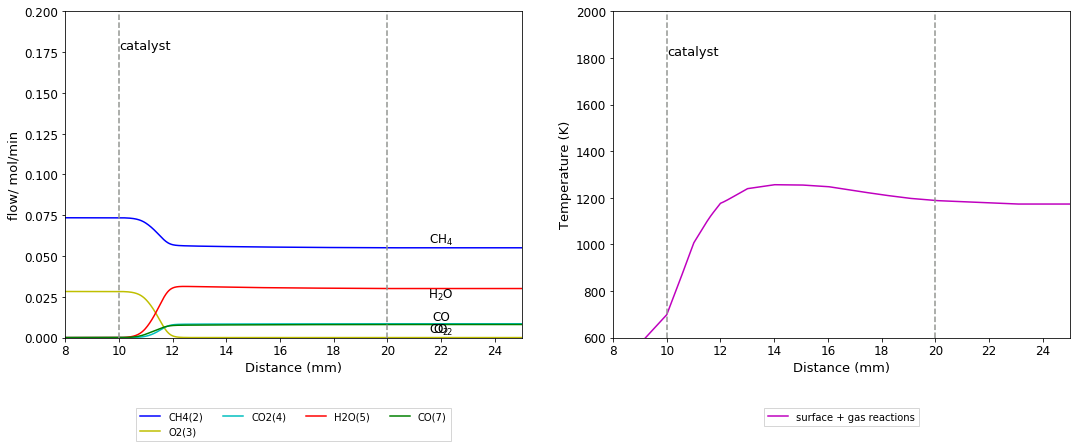 0.200
0.175
0.150
0.125
0.100
0.075
0.050
0.025
0.000
flow/ mol/min
catalyst
CH4
H2O
CO
CO2
O2
8 10 12 14 16 18 20 22 24
Distance (mm)
CH4(2) CO2(4) H2O(5) CO(7)
O2(3)
2000
1800
1600
1400
1200
1000
800
600
Temperature (K)
catalyst
8 10 12 14 16 18 20 22 24
Distance (mm)
surface + gas reactions